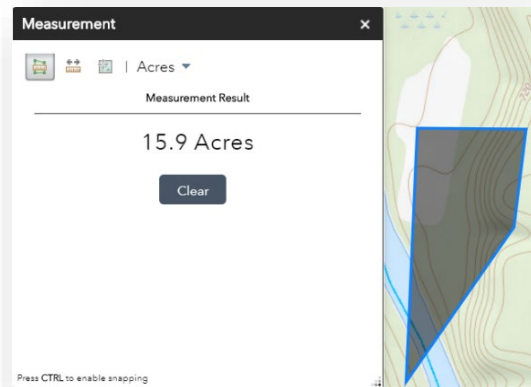 Measurement
Acres
Measurement Result
15.9 Acres
Clear
Press CTRL to enable snapping